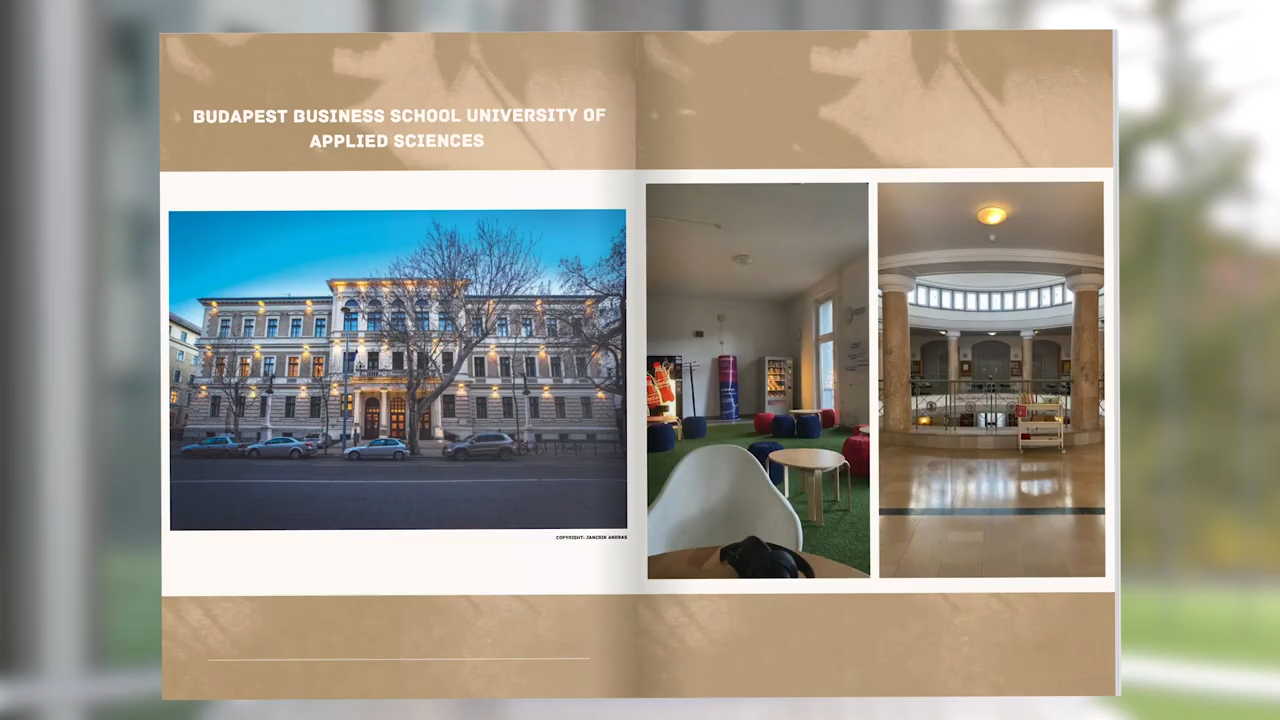 BUDAPEST BUSINESS SCHOOL UNIVERSITY OF
APPLIED SCIENCES
COPYRIGHT: JANCSIK ANDRAS